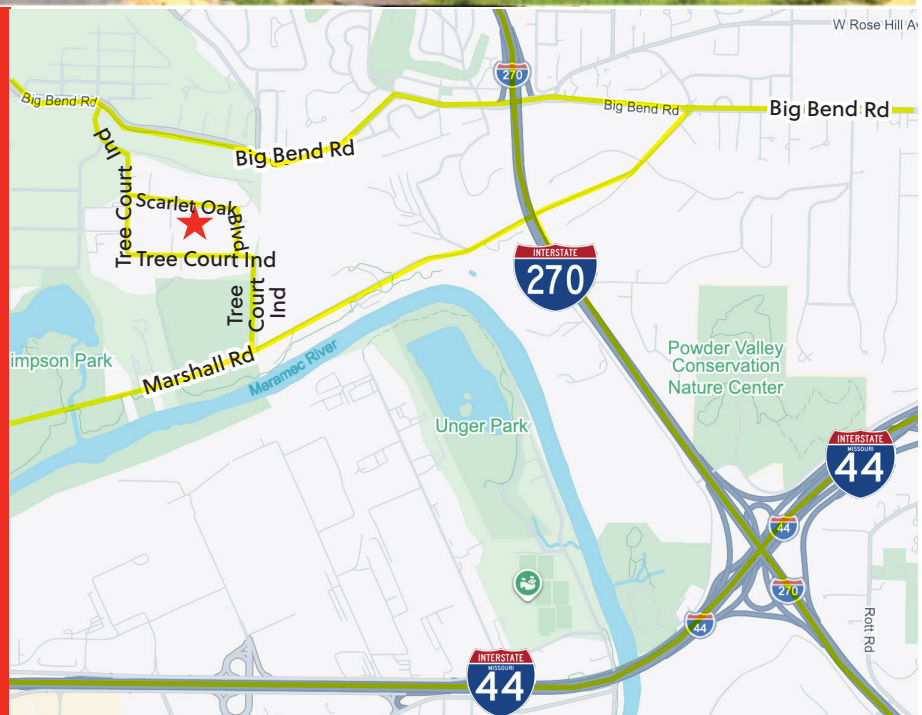 W Rose Hill Av
270
Big Bend Rd
Big Bend Rd
Big Bend Rd
Big Bend Rd
Tree Court Ind
Scarlet Oak Blvd
Tree Court Ind
Tree
Court
Ind
INTERSTATE
270
Marshall Rd
Meramec River
impson Park
Powder Valley
Conservation
Nature Center
Unger Park
INTERSTATE
MISSOURI
44
44
270
44
Rott Rd
INTERSTATE
MISSOURI
44